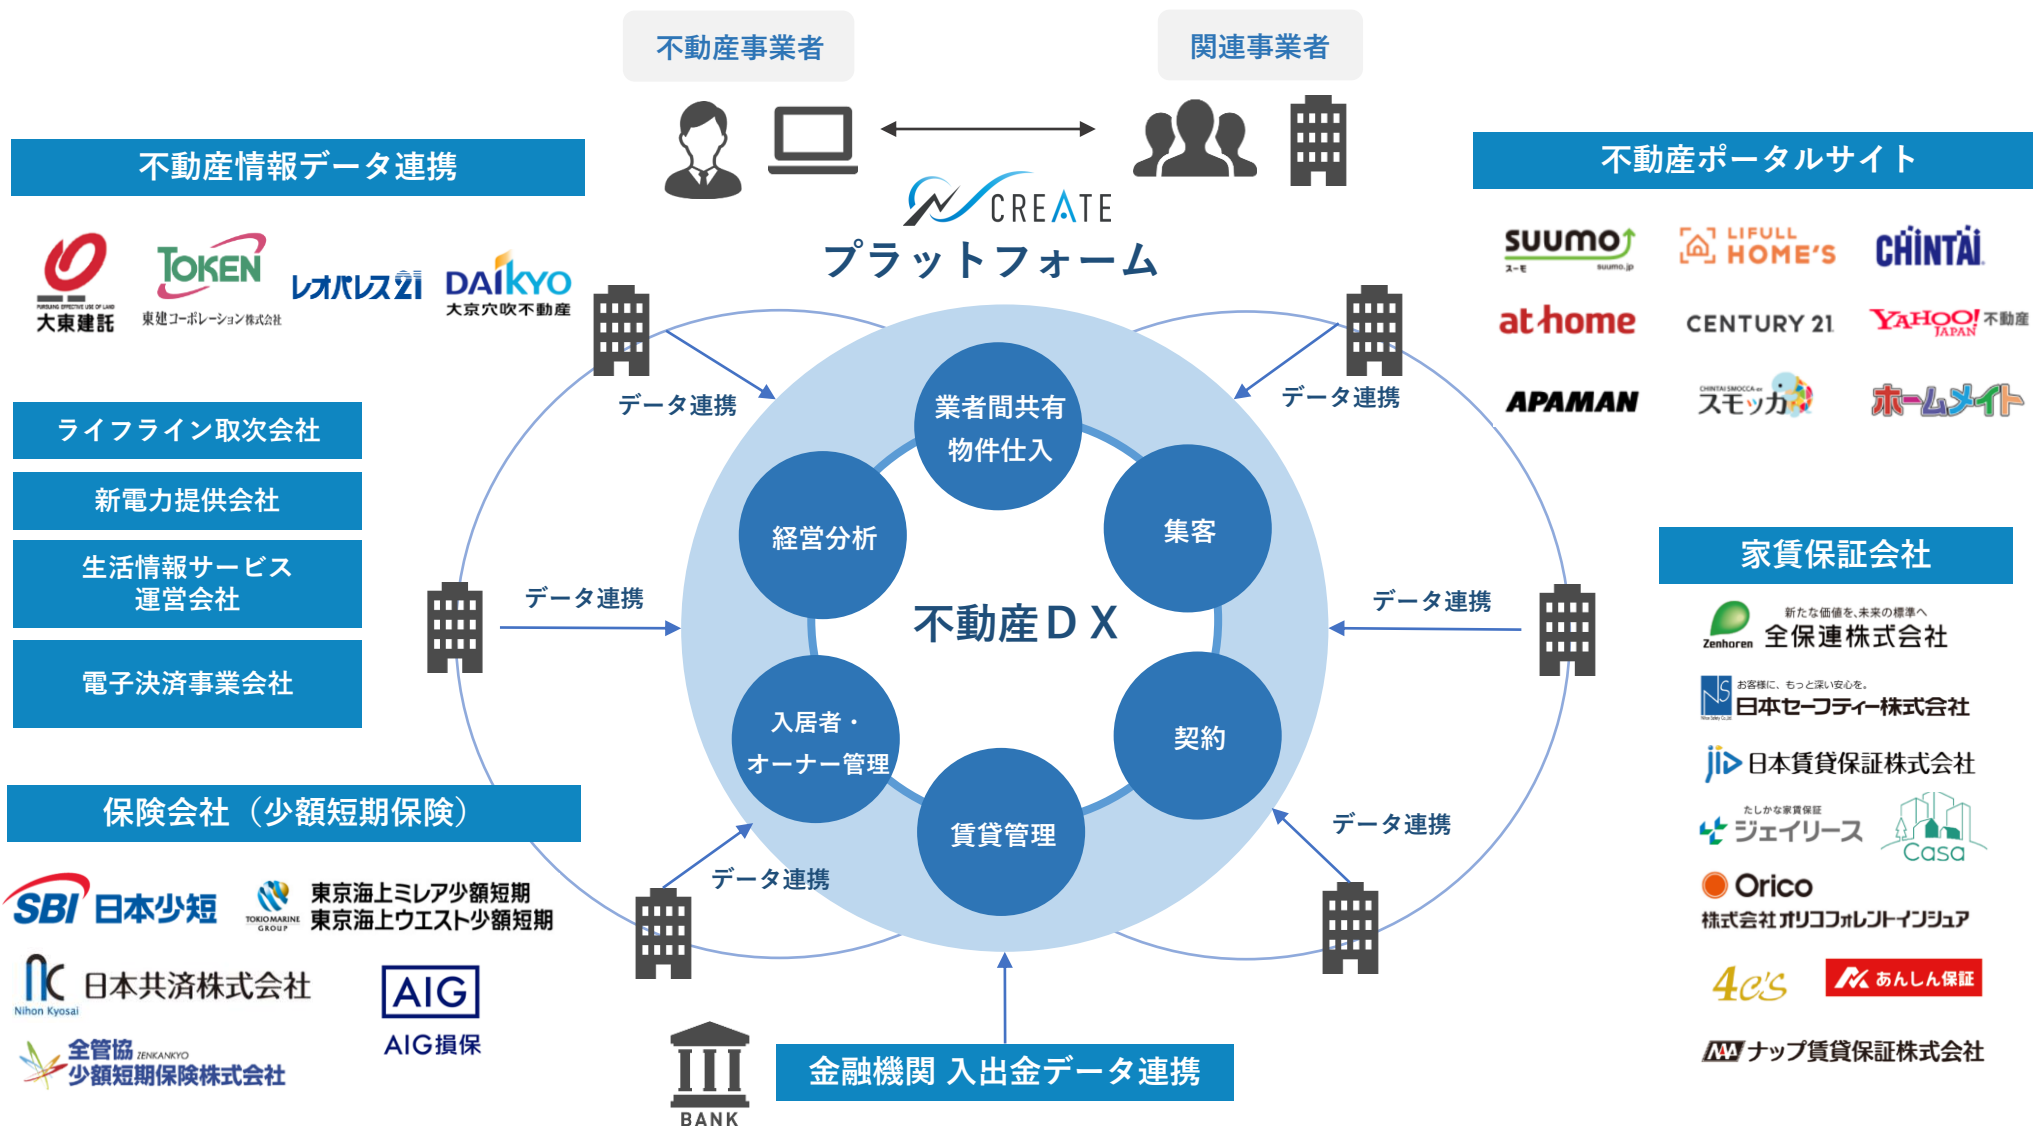 不動産事業者
関連事業者
CREATE
プラットフォーム
不動産情報データ連携
PURSUING EFFECTIVE USE OF LAND
大東建託
TOKEN
東建コーポレーション株式会社
レオパレス21
DAIKYO
大京穴吹不動産
ライフライン取次会社
新電力提供会社
生活情報サービス
運営会社
電子決済事業会社
保険会社（少額短期保険）
SBI 日本少短
TOKIO MARINE
GROUP
東京海上ミレア少額短期
東京海上ウエスト少額短期
Nihon Kyosai
日本共済株式会社
AIG
AIG損保
全管協 ZENKANKYO
少額短期保険株式会社
データ連携
データ連携
データ連携
データ連携
データ連携
データ連携
業者間共有
物件仕入
集客
契約
賃貸管理
入居者・
オーナー管理
経営分析
不動産ＤＸ
BANK
金融機関 入出金データ連携
不動産ポータルサイト
SUUMO
スーモ
suumo.jp
LIFULL
HOME'S
CHINTAI
at home
CENTURY 21
YAHOO!
JAPAN
不動産
APAMAN
CHINTAI SMOCCA-ex
スモッカ
ホームメイト
家賃保証会社
Zenhoren
新たな価値を、未来の標準へ
全保連株式会社
NS
お客様に、もっと深い安心を。
日本セーフティー株式会社
jid
日本賃貸保証株式会社
たしかな家賃保証
ジェイリース
Casa
Orico
株式会社オリコフォレントインシュア
4c's
あんしん保証
ナップ賃貸保証株式会社